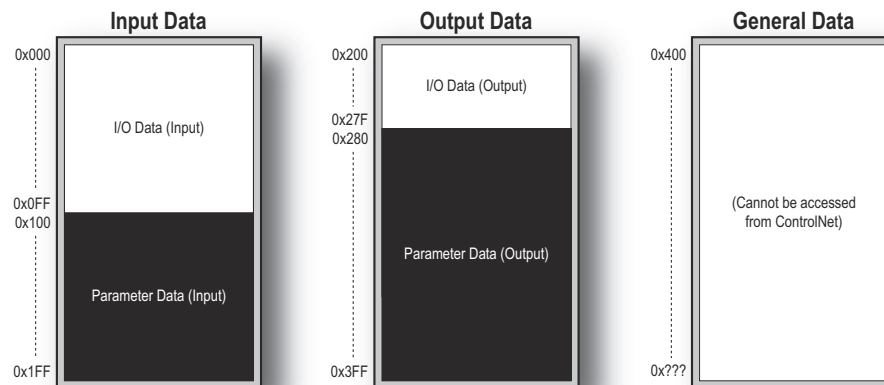 Input Data
0x000
I/O Data (Input)
0x0FF
0x100
Parameter Data (Input)
0x1FF
Output Data
0x200
I/O Data (Output)
0x27F
0x280
Parameter Data (Output)
0x3FF
General Data
0x400
(Cannot be accessed
from ControlNet)
0x???